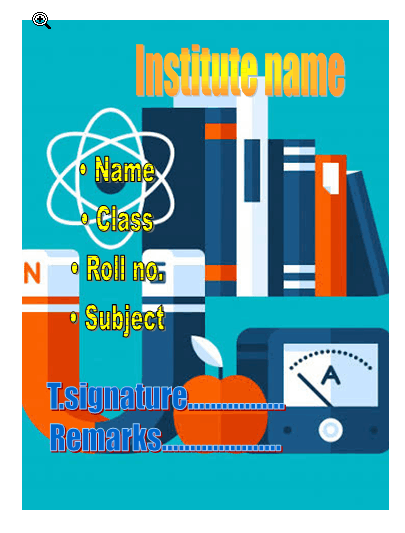 Institute name
• Name
• Class
N
• Roll no.
• Subject
A
T.signature....................
Remarks........................